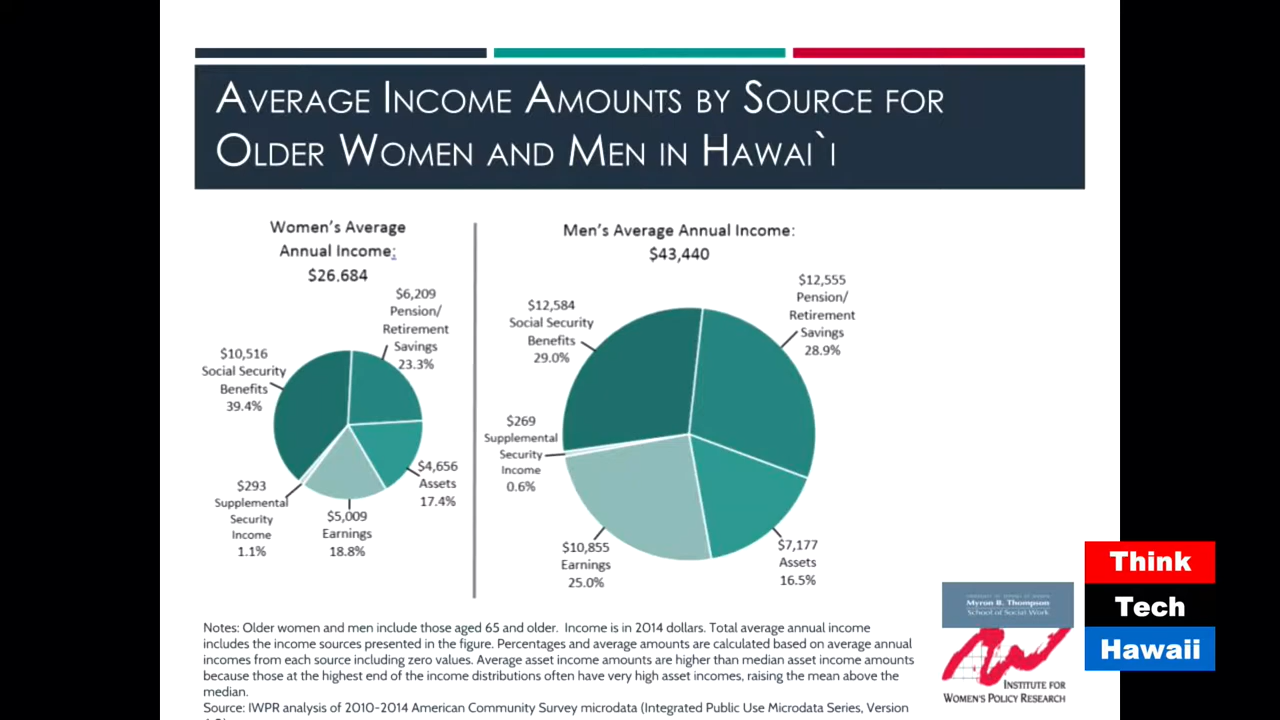 AVERAGE INCOME AMOUNTS BY SOURCE FOR
OLDER WOMEN AND MEN IN HAWAI`I
Women's Average
Annual Income:
$26,684
$6,209
Pension/
Retirement
Savings
23.3%
$10,516
Social Security
Benefits
39.4%
$4,656
Assets
17.4%
$293
Supplemental
Security
Income
1.1%
$5,009
Earnings
18.8%
Men's Average Annual Income:
$43,440
$12,555
Pension/
Retirement
Savings
28.9%
$12,584
Social Security
Benefits
29.0%
$269
Supplemental
Security
Income
0.6%
$10,855
Earnings
25.0%
$7,177
Assets
16.5%
Notes: Older women and men include those aged 65 and older. Income is in 2014 dollars. Total average annual income
includes the income sources presented in the figure. Percentages and average amounts are calculated based on average annual
incomes from each source including zero values. Average asset income amounts are higher than median asset income amounts
because those at the highest end of the income distributions often have very high asset incomes, raising the mean above the
median.
Source: IWPR analysis of 2010-2014 American Community Survey microdata (Integrated Public Use Microdata Series, Version
Myron B. Thompson
School of Social Work
INSTITUTE FOR
WOMEN'S POLICY RESEARCH
Think
Tech
Hawaii